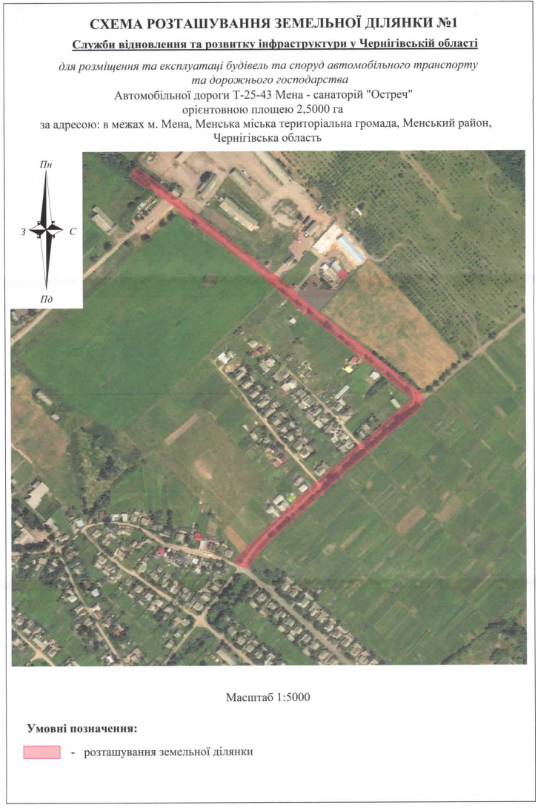 СХЕМА РОЗТАШУВАННЯ ЗЕМЕЛЬНОЇ ДІЛЯНКИ №1
Служби відновлення та розвитку інфраструктури у Чернігівській області
для розміщення та експлуатаці будівель та споруд автомобільного транспорту
та дорожнього господарства
Автомобільної дороги Т-25-43 Мена - санаторій "Остреч"
орієнтовною площею 2,5000 га
за адресою: в межах м. Мена, Менська міська територіальна громада, Менський район,
Чернігівська область
Пн
З С
Пд
Масштаб 1:5000
Умовні позначення:
- розташування земельної ділянки